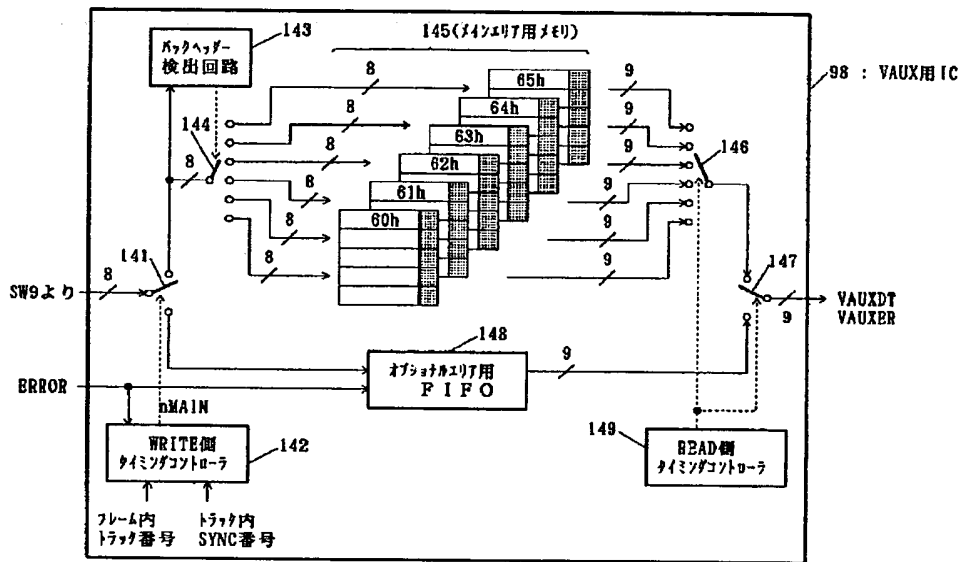 143
145(ﾒｲﾝｴﾘｱ用ﾒﾓﾘ)
98 : VAUX用IC
ﾊﾟｯｸﾍｯﾀﾞｰ
検出回路
8
9
65h
144
8
9
64h
146
8
63h
9
8
62h
9
8
61h
9
8
60h
9
8
141
8
SW9より
147
9
VAUXDT
VAUXER
148
ｵﾌﾟｼｮﾅﾙｴﾘｱ用
FIFO
9
ERROR
nMAIN
WRITE側
ﾀｲﾐﾝｸﾞｺﾝﾄﾛｰﾗ
142
149
READ側
ﾀｲﾐﾝｸﾞｺﾝﾄﾛｰﾗ
ﾌﾚｰﾑ内
ﾄﾗｯｸ番号
ﾄﾗｯｸ内
SYNC番号